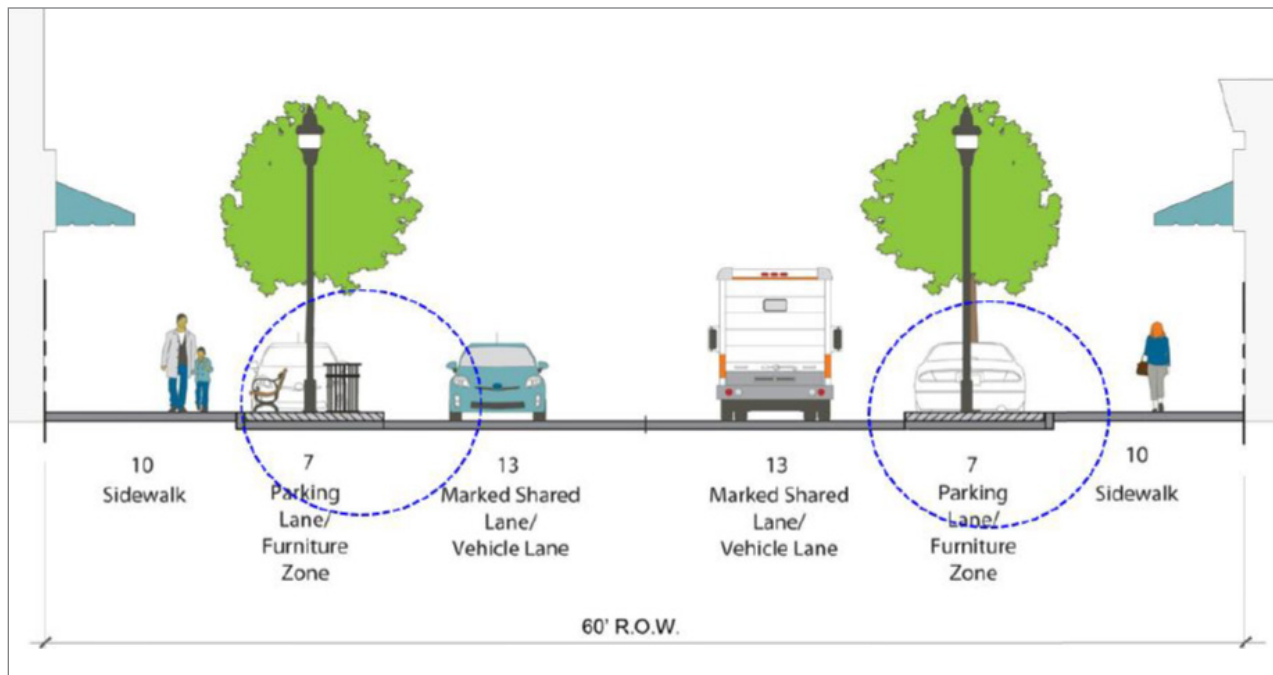 10
Sidewalk
7
Parking
Lane/
Furniture
Zone
13
Marked Shared
Lane/
Vehicle Lane
13
Marked Shared
Lane/
Vehicle Lane
7
Parking
Lane/
Furniture
Zone
10
Sidewalk
60' R.O.W.